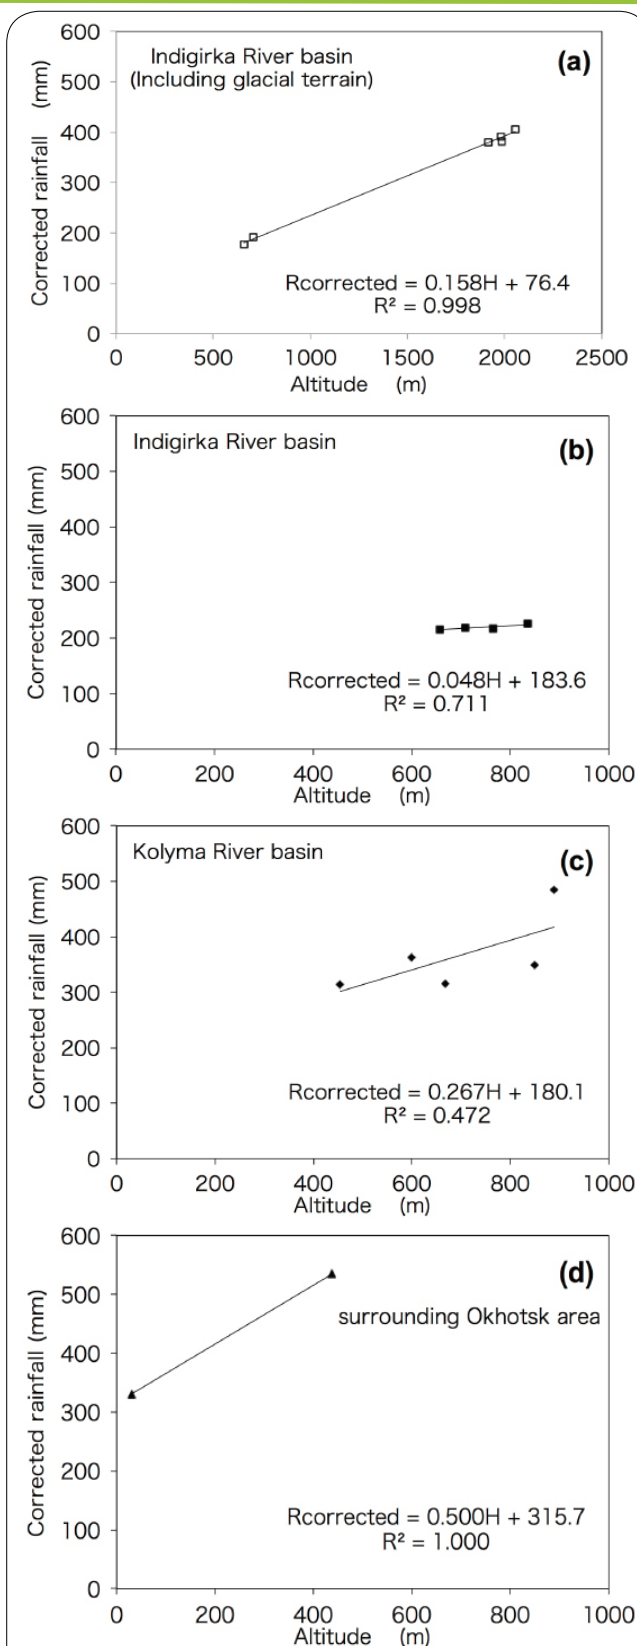 600
500
400
300
200
100
0
Corrected rainfall (mm)
Indigirka River basin
(Including glacial terrain)
(a)
Rcorrected = 0.158H + 76.4
R² = 0.998
0 500 1000 1500 2000 2500
Altitude (m)
600
500
400
300
200
100
0
Corrected rainfall (mm)
Indigirka River basin
(b)
Rcorrected = 0.048H + 183.6
R² = 0.711
0 200 400 600 800 1000
Altitude (m)
600
500
400
300
200
100
0
Corrected rainfall (mm)
Kolyma River basin
(c)
Rcorrected = 0.267H + 180.1
R² = 0.472
0 200 400 600 800 1000
Altitude (m)
600
500
400
300
200
100
0
Corrected rainfall (mm)
(d)
surrounding Okhotsk area
Rcorrected = 0.500H + 315.7
R² = 1.000
0 200 400 600 800 1000
Altitude (m)